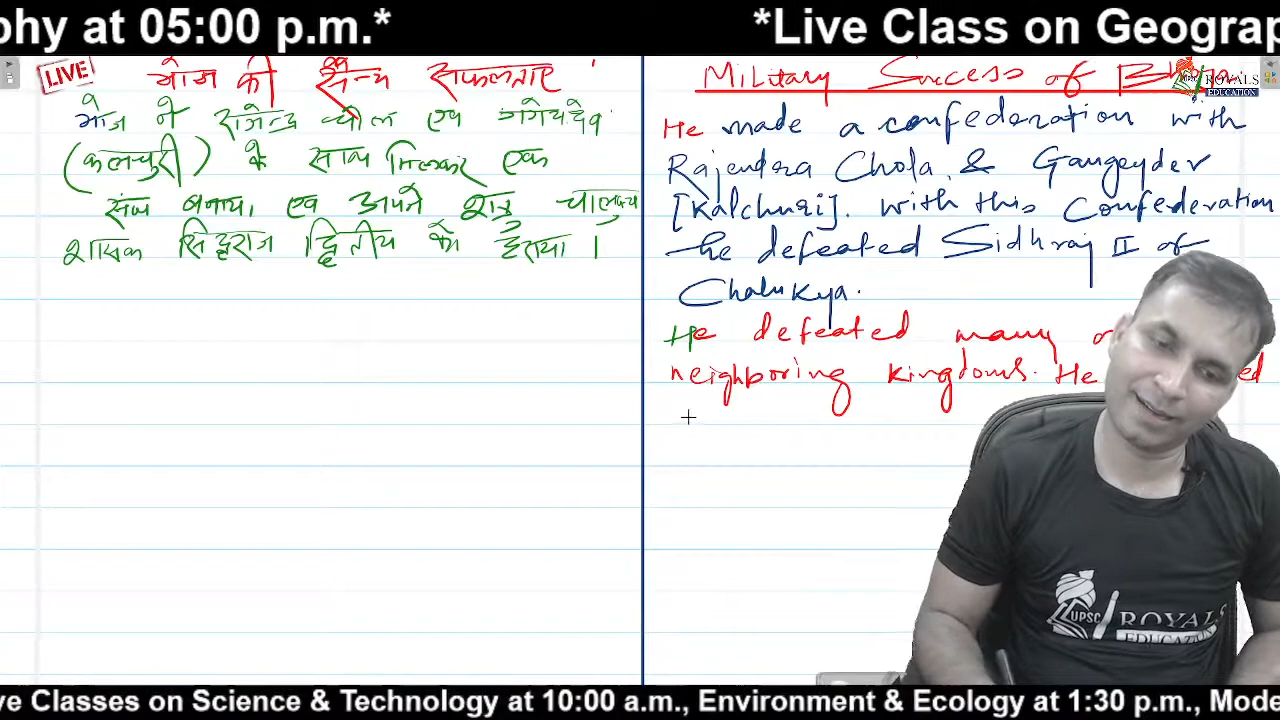 phy at 05:00 p.m.*
*Live Class on Geograp
LIVE
भोज की सैन्य सफलताएं
भोज ने राजेन्द्र चोल एवं गंगेयदेव
(कलचुरी) के साथ मिलकर एक
संघ बनाया एवं अपने शत्रु चालुक्य
शासक सिद्धराज द्वितीय को हराया ।
Military Success of
ROYALS
EDUCATION
He made a confederation with
Rajendra Chola & Gangeydev
[Kalchuri]. with this Confederation
he defeated Sidhraj II of
Chalukya.
He defeated many
neighboring kingdoms. He
UPSC ROYALS
EDUCATION
ve Classes on Science & Technology at 10:00 a.m., Environment & Ecology at 1:30 p.m., Mode